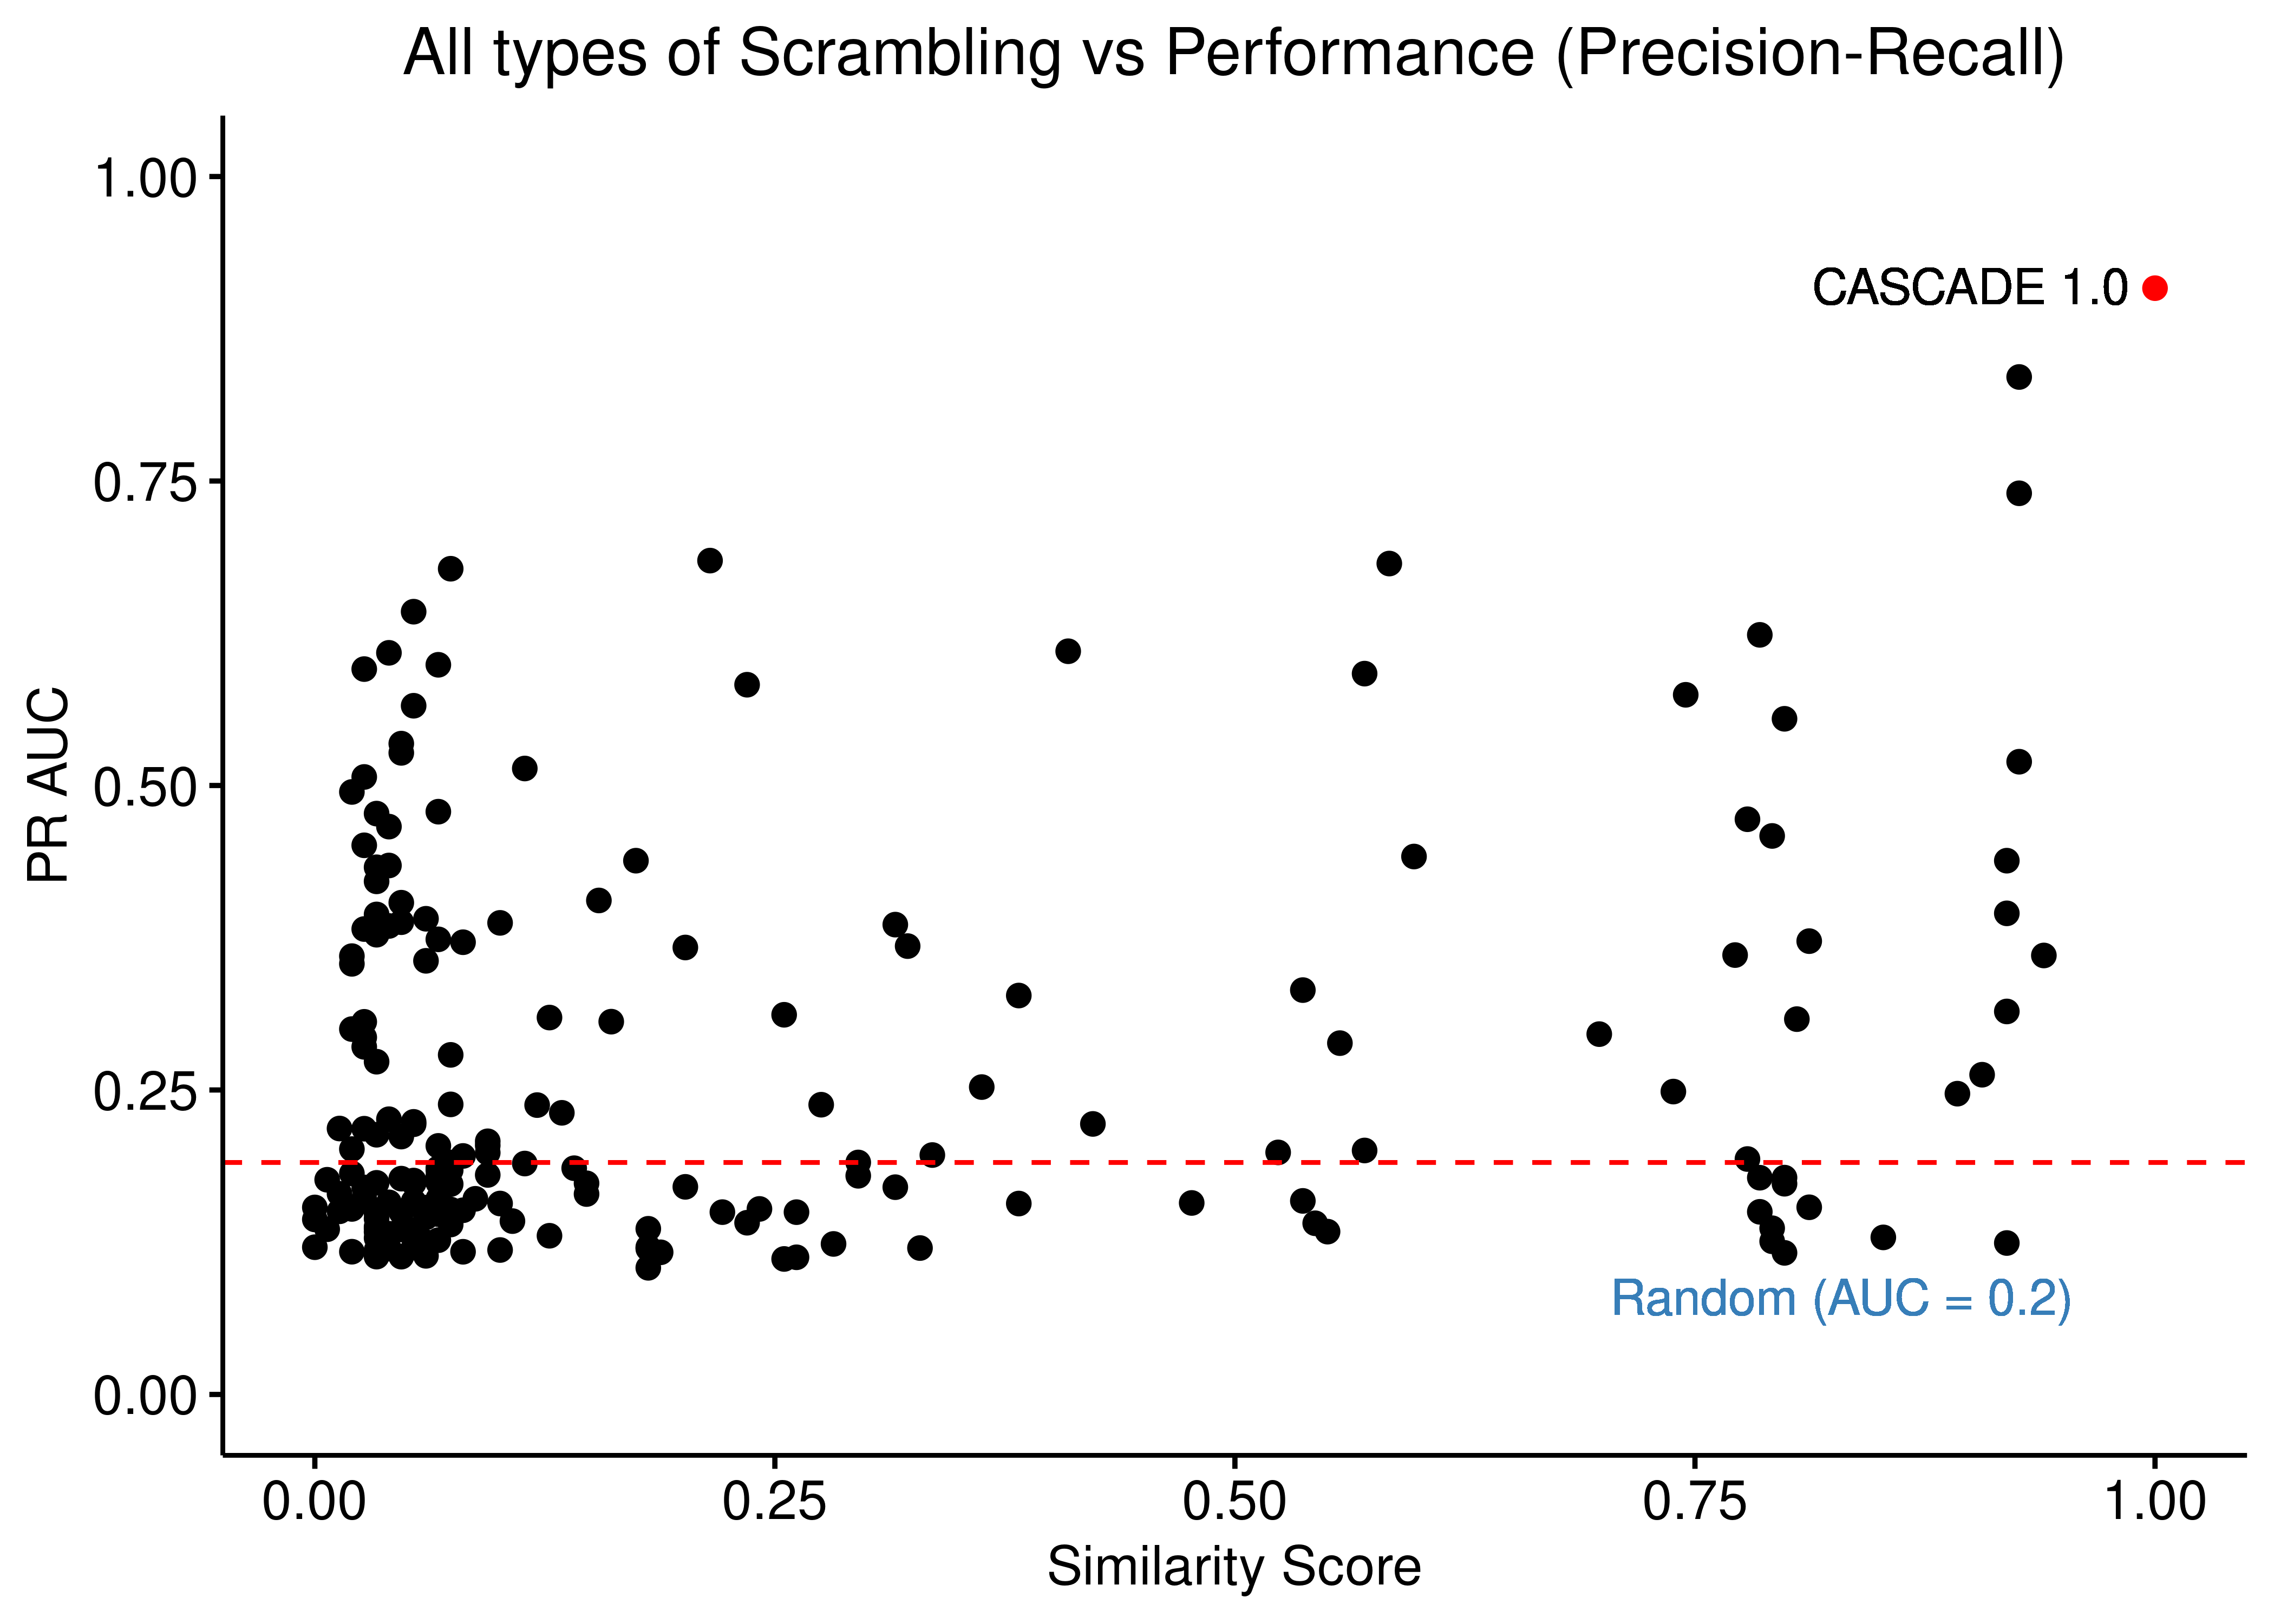 All types of Scrambling vs Performance (Precision-Recall)
1.00
CASCADE 1.0
0.75
PR AUC
0.50
0.25
Random (AUC = 0.2)
0.00
0.00 0.25 0.50 0.75 1.00
Similarity Score